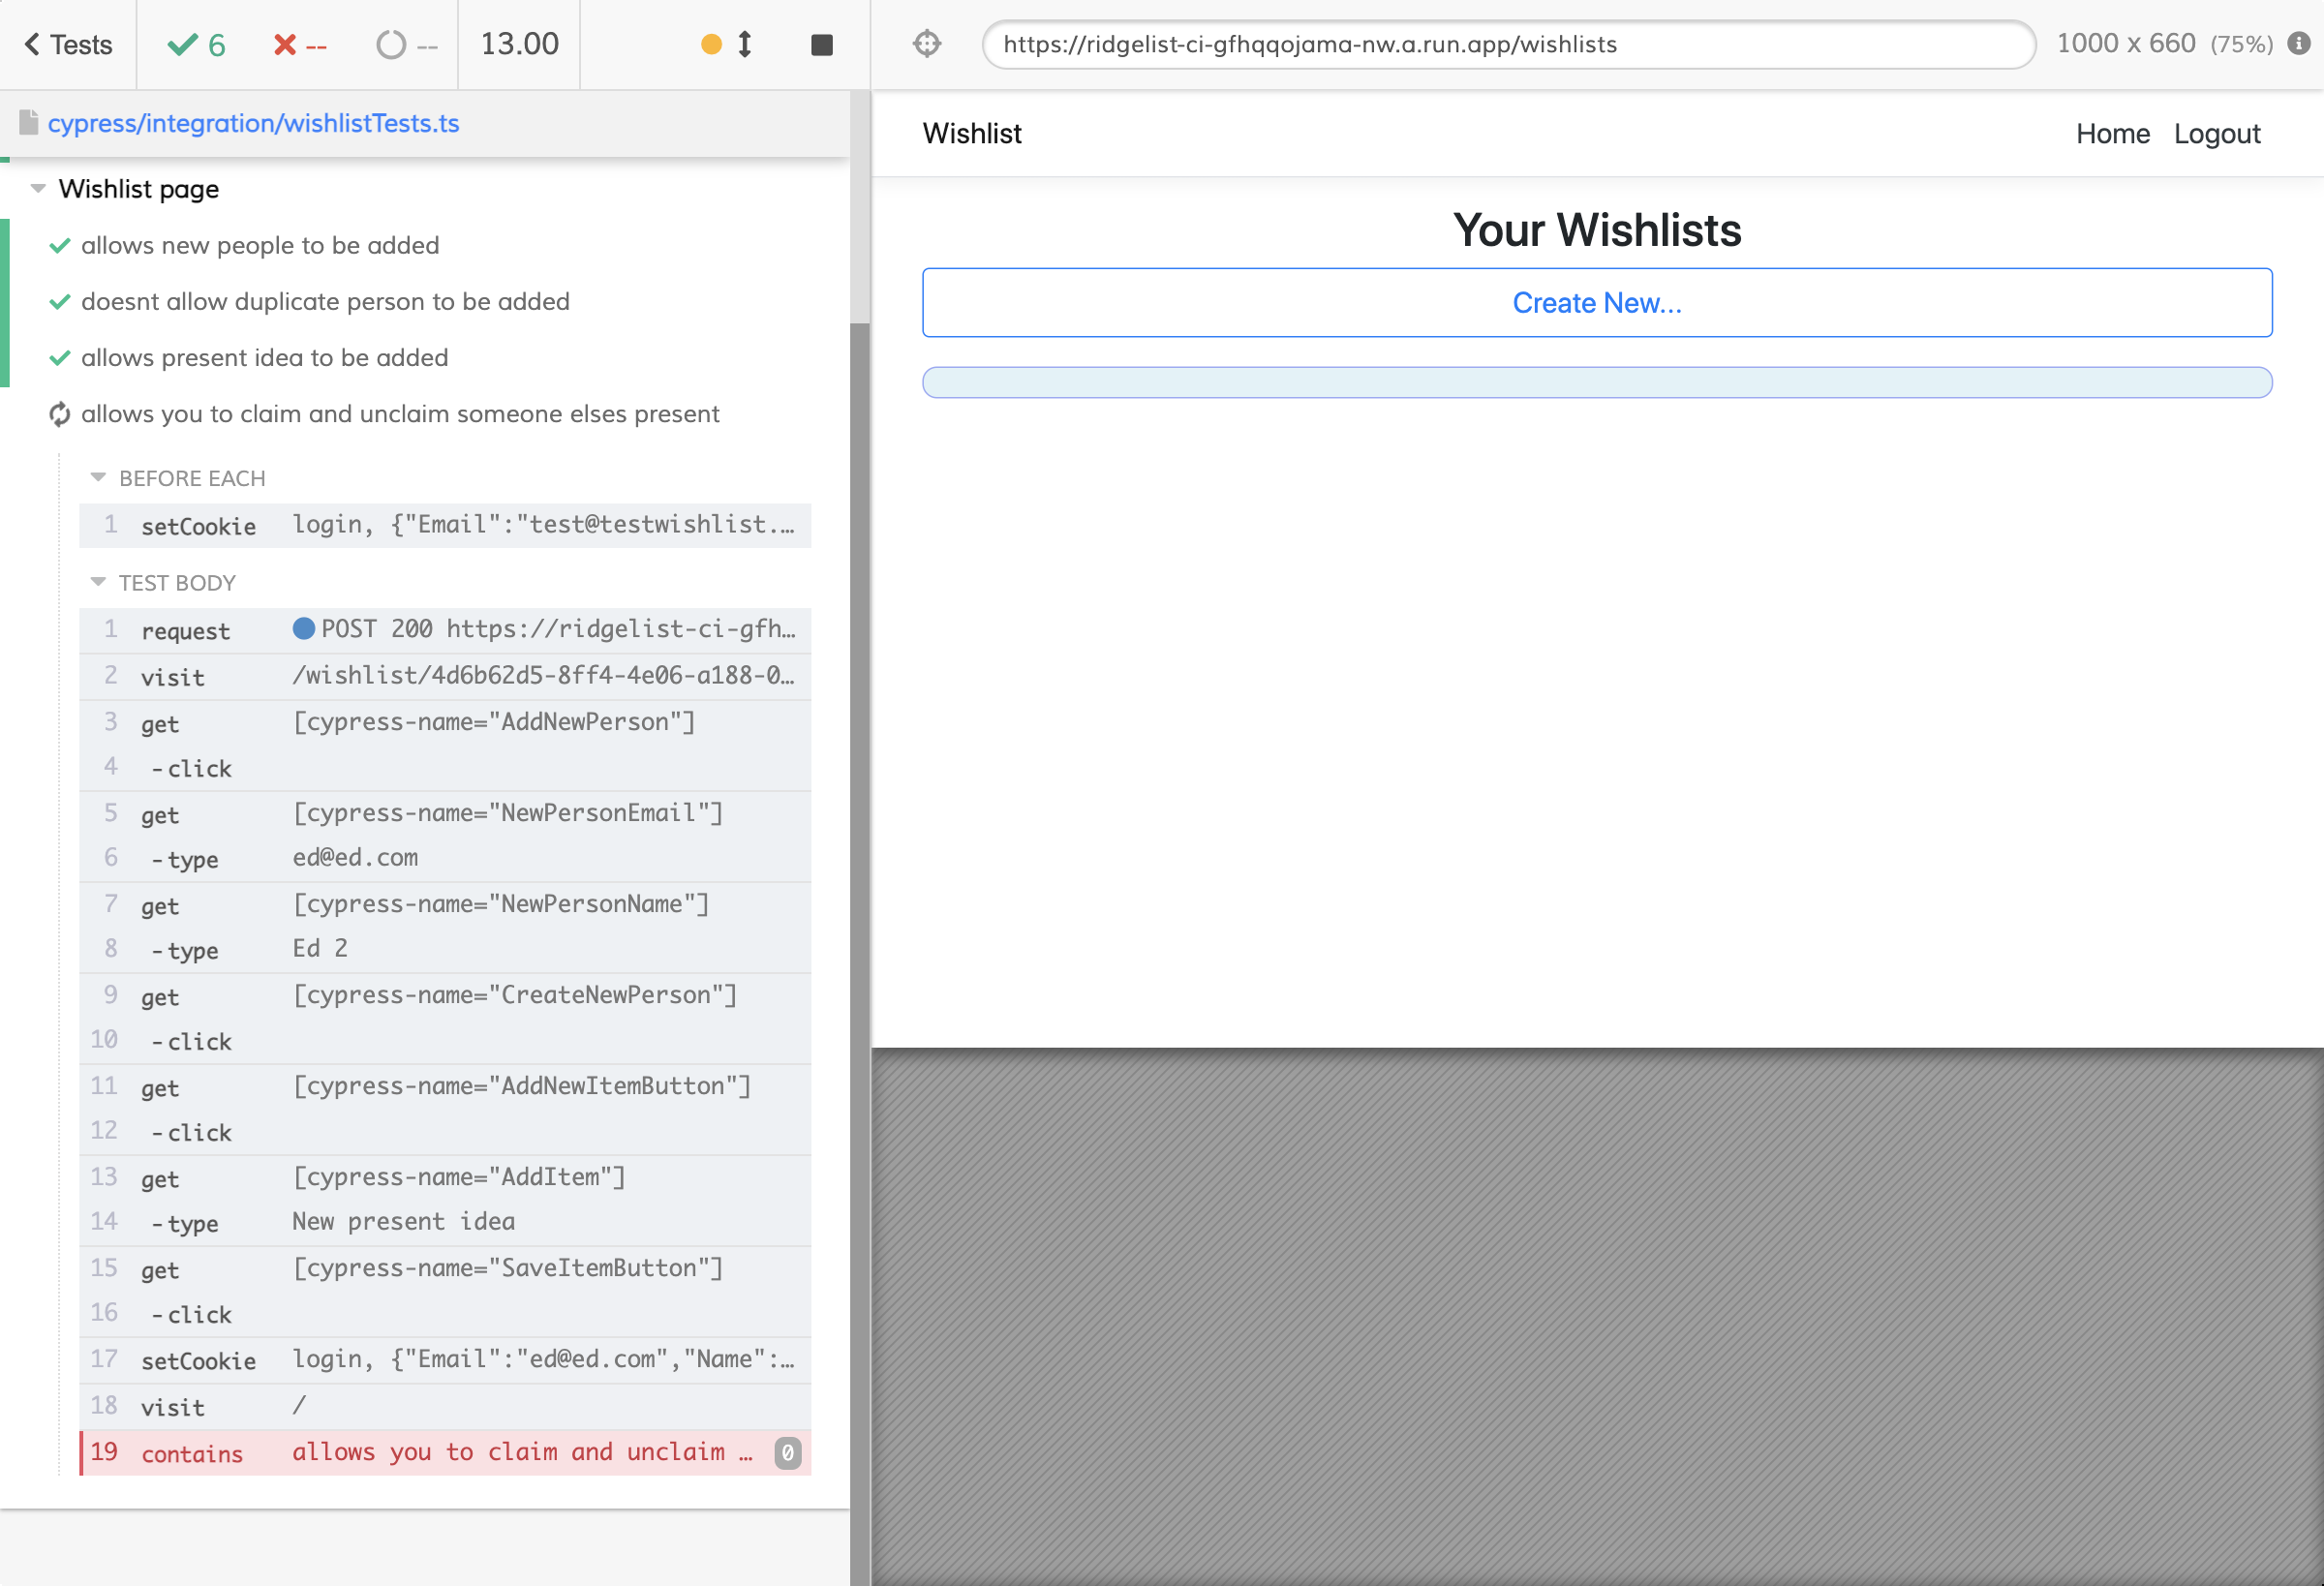 Tests
6
--
--
13.00
https://ridgelist-ci-gfhqqojama-nw.a.run.app/wishlists
1000 x 660 (75%)
cypress/integration/wishlistTests.ts
Wishlist page
allows new people to be added
doesnt allow duplicate person to be added
allows present idea to be added
allows you to claim and unclaim someone elses present
BEFORE EACH
1 setCookie login, {"Email":"test@testwishlist.…
TEST BODY
1 request POST 200 https://ridgelist-ci-gfh…
2 visit /wishlist/4d6b62d5-8ff4-4e06-a188-0…
3 get [cypress-name="AddNewPerson"]
4 -click
5 get [cypress-name="NewPersonEmail"]
6 -type ed@ed.com
7 get [cypress-name="NewPersonName"]
8 -type Ed 2
9 get [cypress-name="CreateNewPerson"]
10 -click
11 get [cypress-name="AddNewItemButton"]
12 -click
13 get [cypress-name="AddItem"]
14 -type New present idea
15 get [cypress-name="SaveItemButton"]
16 -click
17 setCookie login, {"Email":"ed@ed.com","Name":…
18 visit /
19 contains allows you to claim and unclaim … 0
Wishlist
Home Logout
Your Wishlists
Create New...